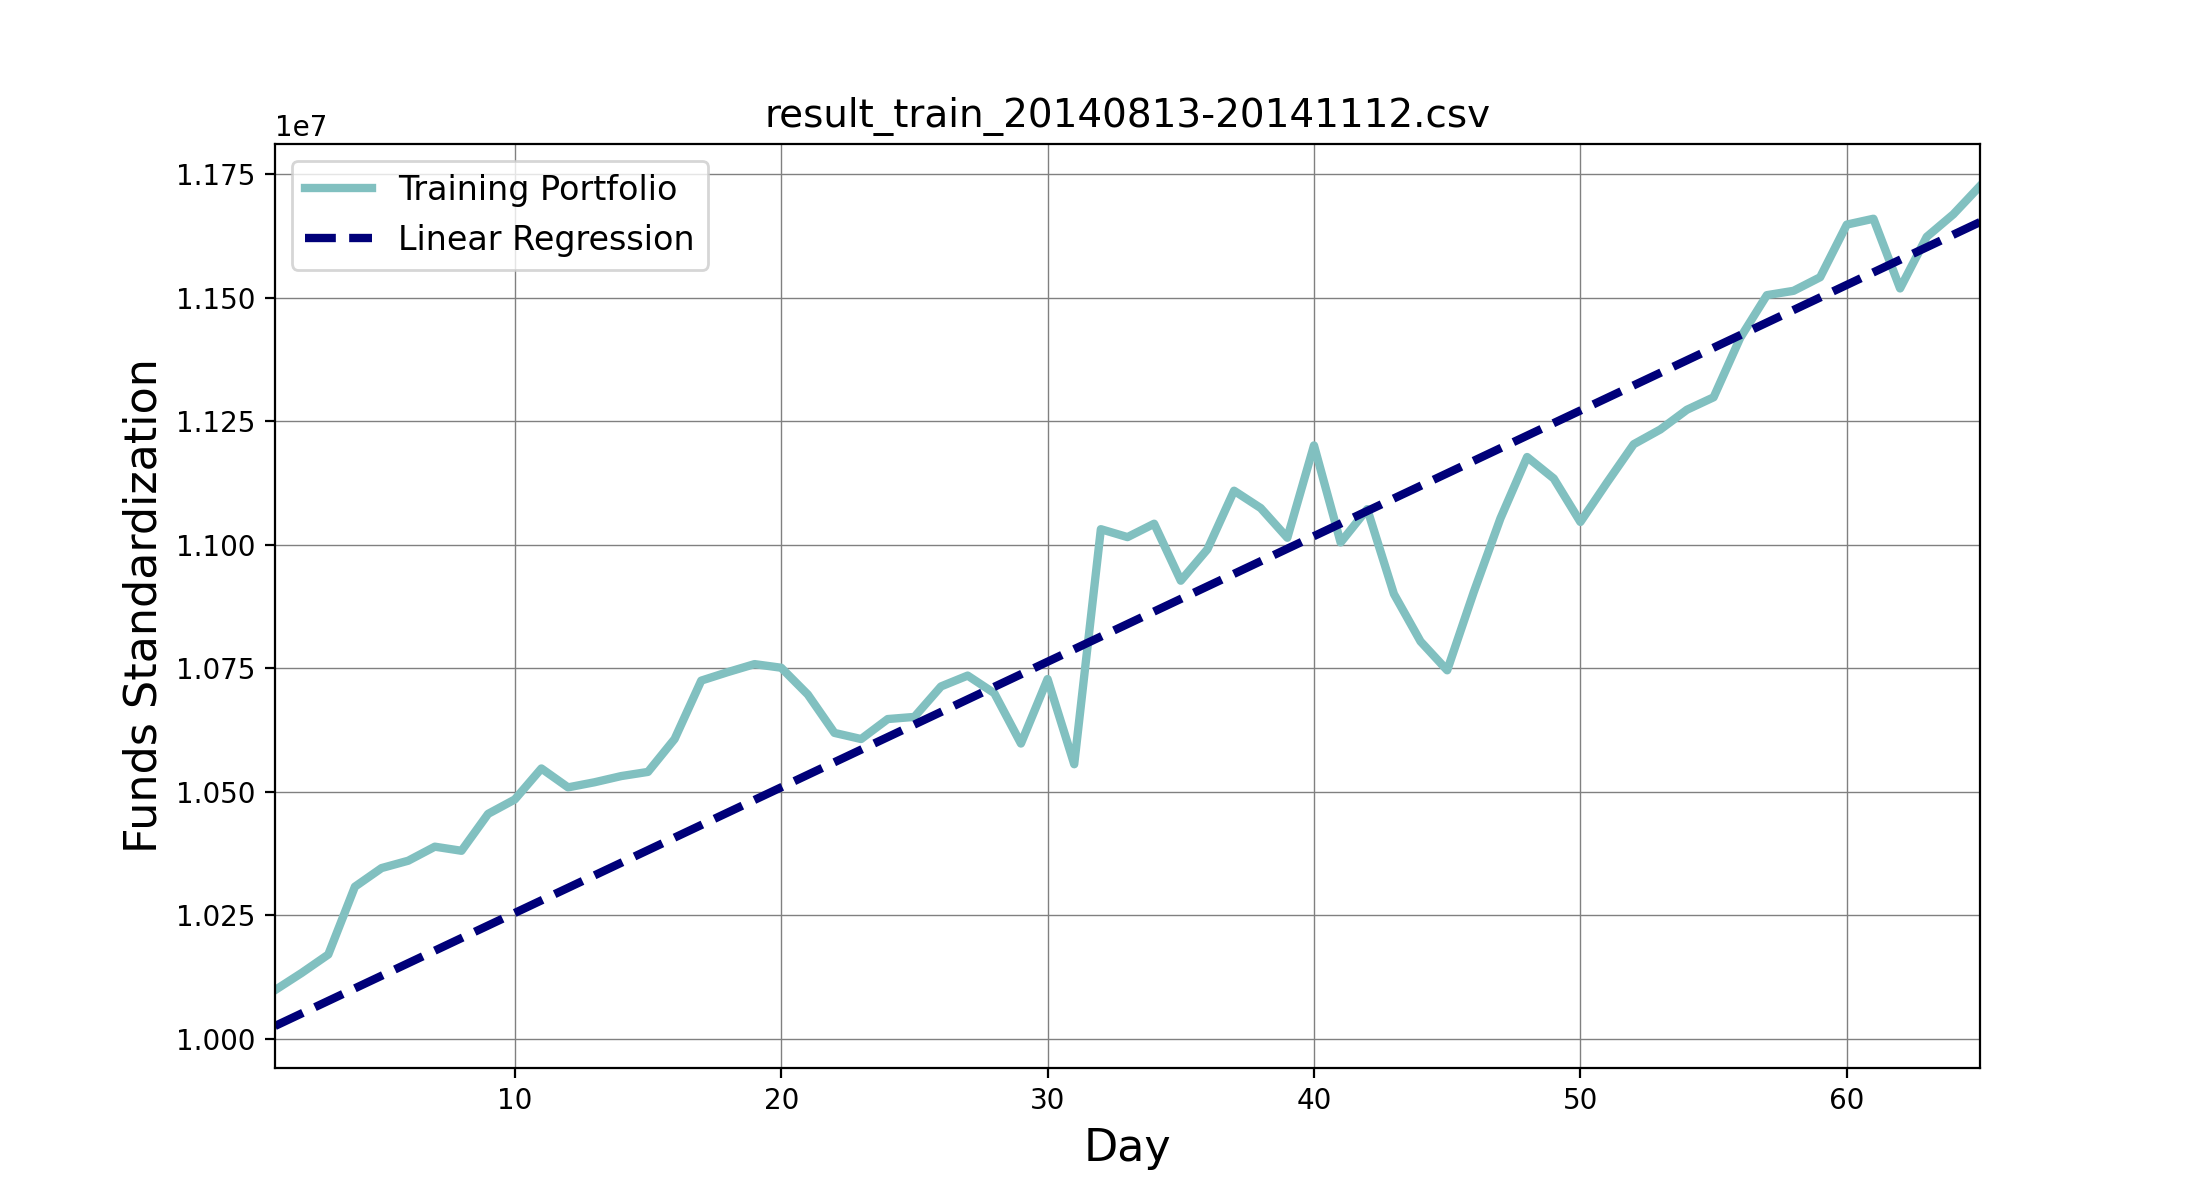 result_train_20140813-20141112.csv
1e7
Training Portfolio
Linear Regression
1.175
1.150
1.125
1.100
1.075
1.050
1.025
1.000
Funds Standardization
10 20 30 40 50 60
Day